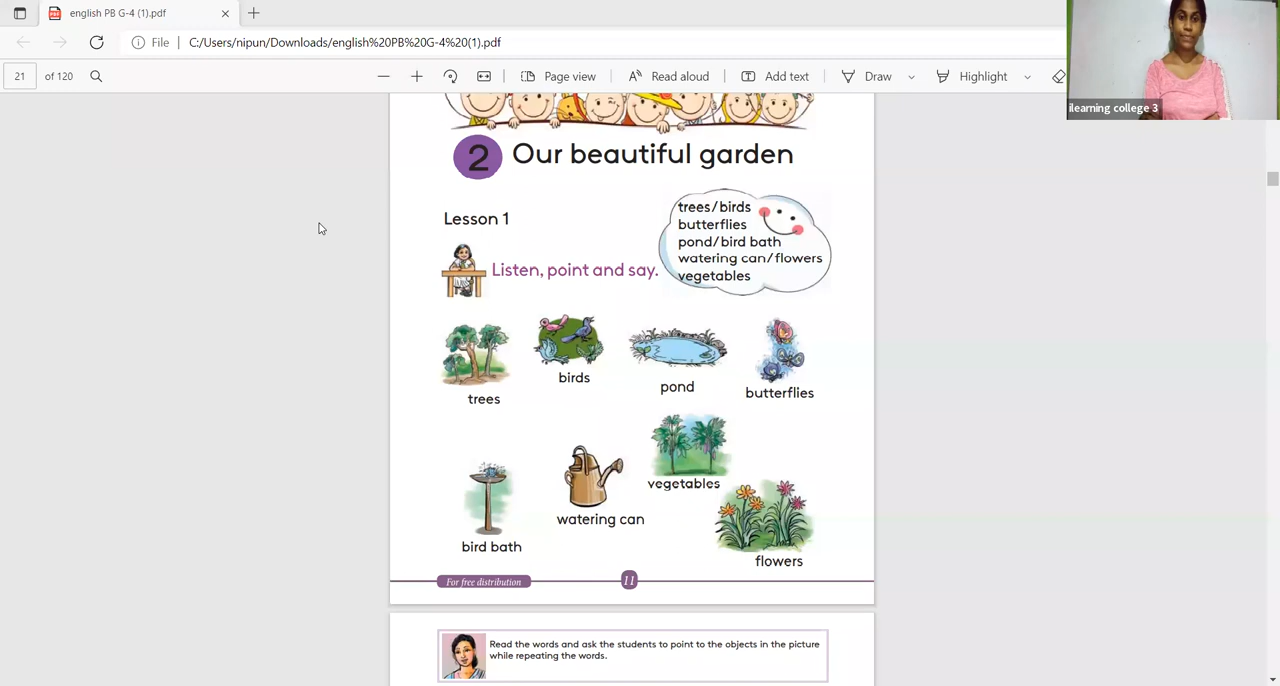 english PB G-4 (1).pdf
File
C:/Users/nipun/Downloads/english%20PB%20G-4%20(1).pdf
21 of 120
Page view
Read aloud
Add text
Draw
Highlight
ilearning college 3
2 Our beautiful garden
Lesson 1
Listen, point and say.
trees/birds
butterflies
pond/bird bath
watering can/flowers
vegetables
trees
birds
pond
butterflies
bird bath
watering can
vegetables
flowers
For free distribution
11
Read the words and ask the students to point to the objects in the picture
while repeating the words.